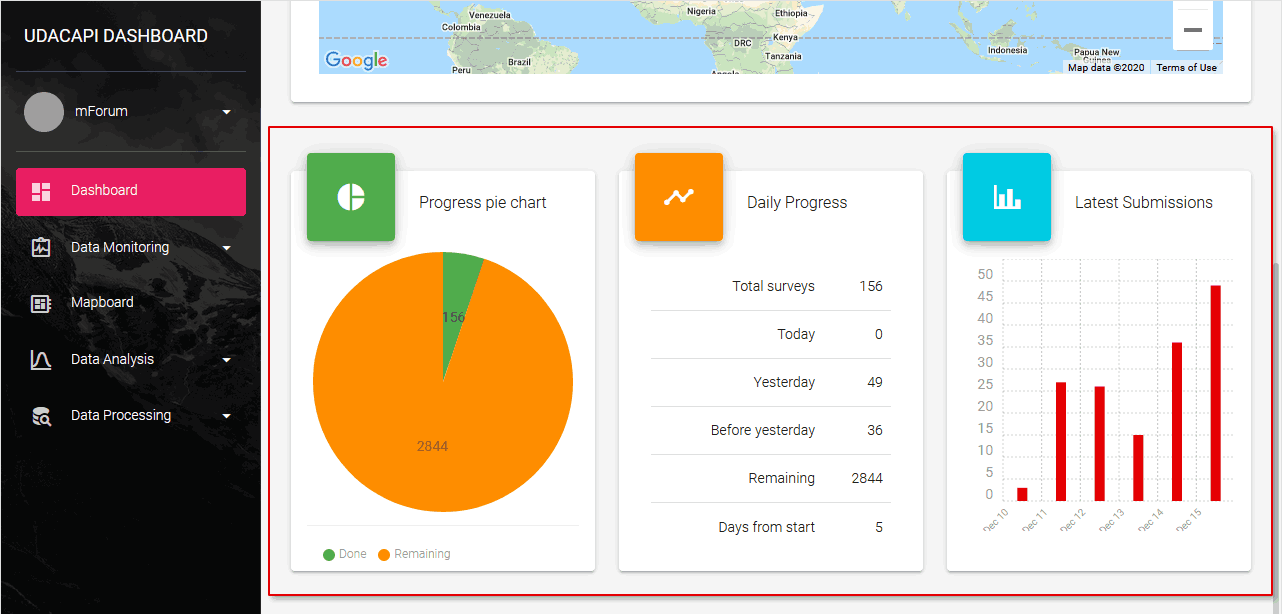 UDACAPI DASHBOARD
mForum
Dashboard
Data Monitoring
Mapboard
Data Analysis
Data Processing
Venezuela
Colombia
Brazil
Peru
Nigeria
Ethiopia
DRC
Kenya
Tanzania
Angola
Indonesia
Papua New
Guinea
Google
Map data ©2020
Terms of Use
Progress pie chart
156
2844
Done
Remaining
Daily Progress
Total surveys 156
Today 0
Yesterday 49
Before yesterday 36
Remaining 2844
Days from start 5
Latest Submissions
50
45
40
35
30
25
20
15
10
5
0
Dec 10
Dec 11
Dec 12
Dec 13
Dec 14
Dec 15